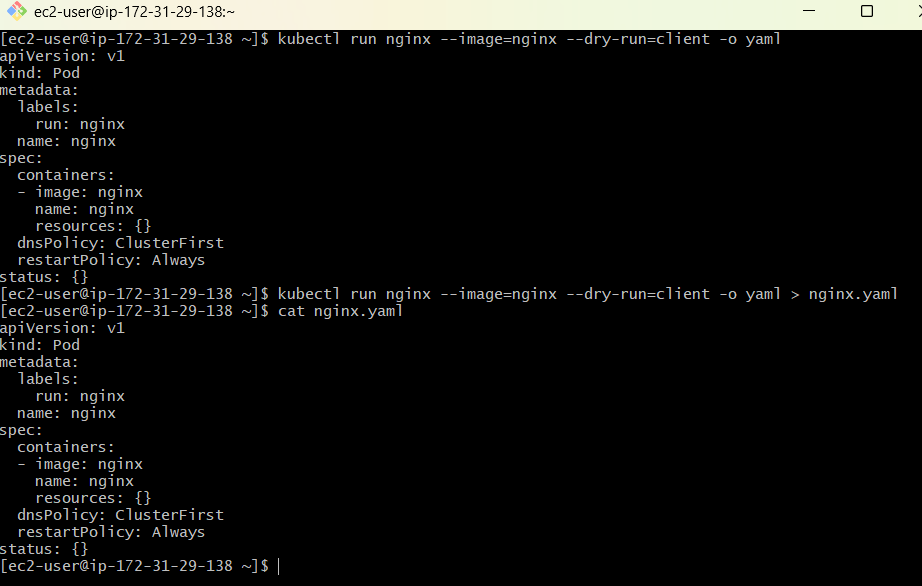 ec2-user@ip-172-31-29-138:~
[ec2-user@ip-172-31-29-138 ~]$ kubectl run nginx --image=nginx --dry-run=client -o yaml
apiVersion: v1
kind: Pod
metadata:
  labels:
    run: nginx
  name: nginx
spec:
  containers:
  - image: nginx
    name: nginx
    resources: {}
  dnsPolicy: ClusterFirst
  restartPolicy: Always
status: {}
[ec2-user@ip-172-31-29-138 ~]$ kubectl run nginx --image=nginx --dry-run=client -o yaml > nginx.yaml
[ec2-user@ip-172-31-29-138 ~]$ cat nginx.yaml
apiVersion: v1
kind: Pod
metadata:
  labels:
    run: nginx
  name: nginx
spec:
  containers:
  - image: nginx
    name: nginx
    resources: {}
  dnsPolicy: ClusterFirst
  restartPolicy: Always
status: {}
[ec2-user@ip-172-31-29-138 ~]$